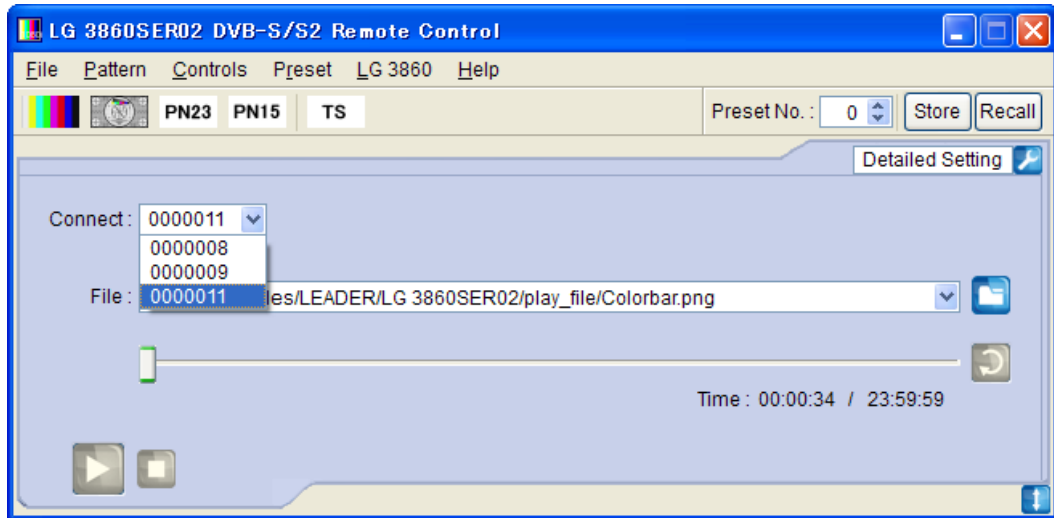 LG 3860SER02 DVB-S/S2 Remote Control
File Pattern Controls Preset LG 3860 Help
PN23 PN15 TS Preset No. : 0 Store Recall
Detailed Setting
Connect : 0000011
0000008
0000009
0000011
File : les/LEADER/LG 3860SER02/play_file/Colorbar.png
Time : 00:00:34 / 23:59:59